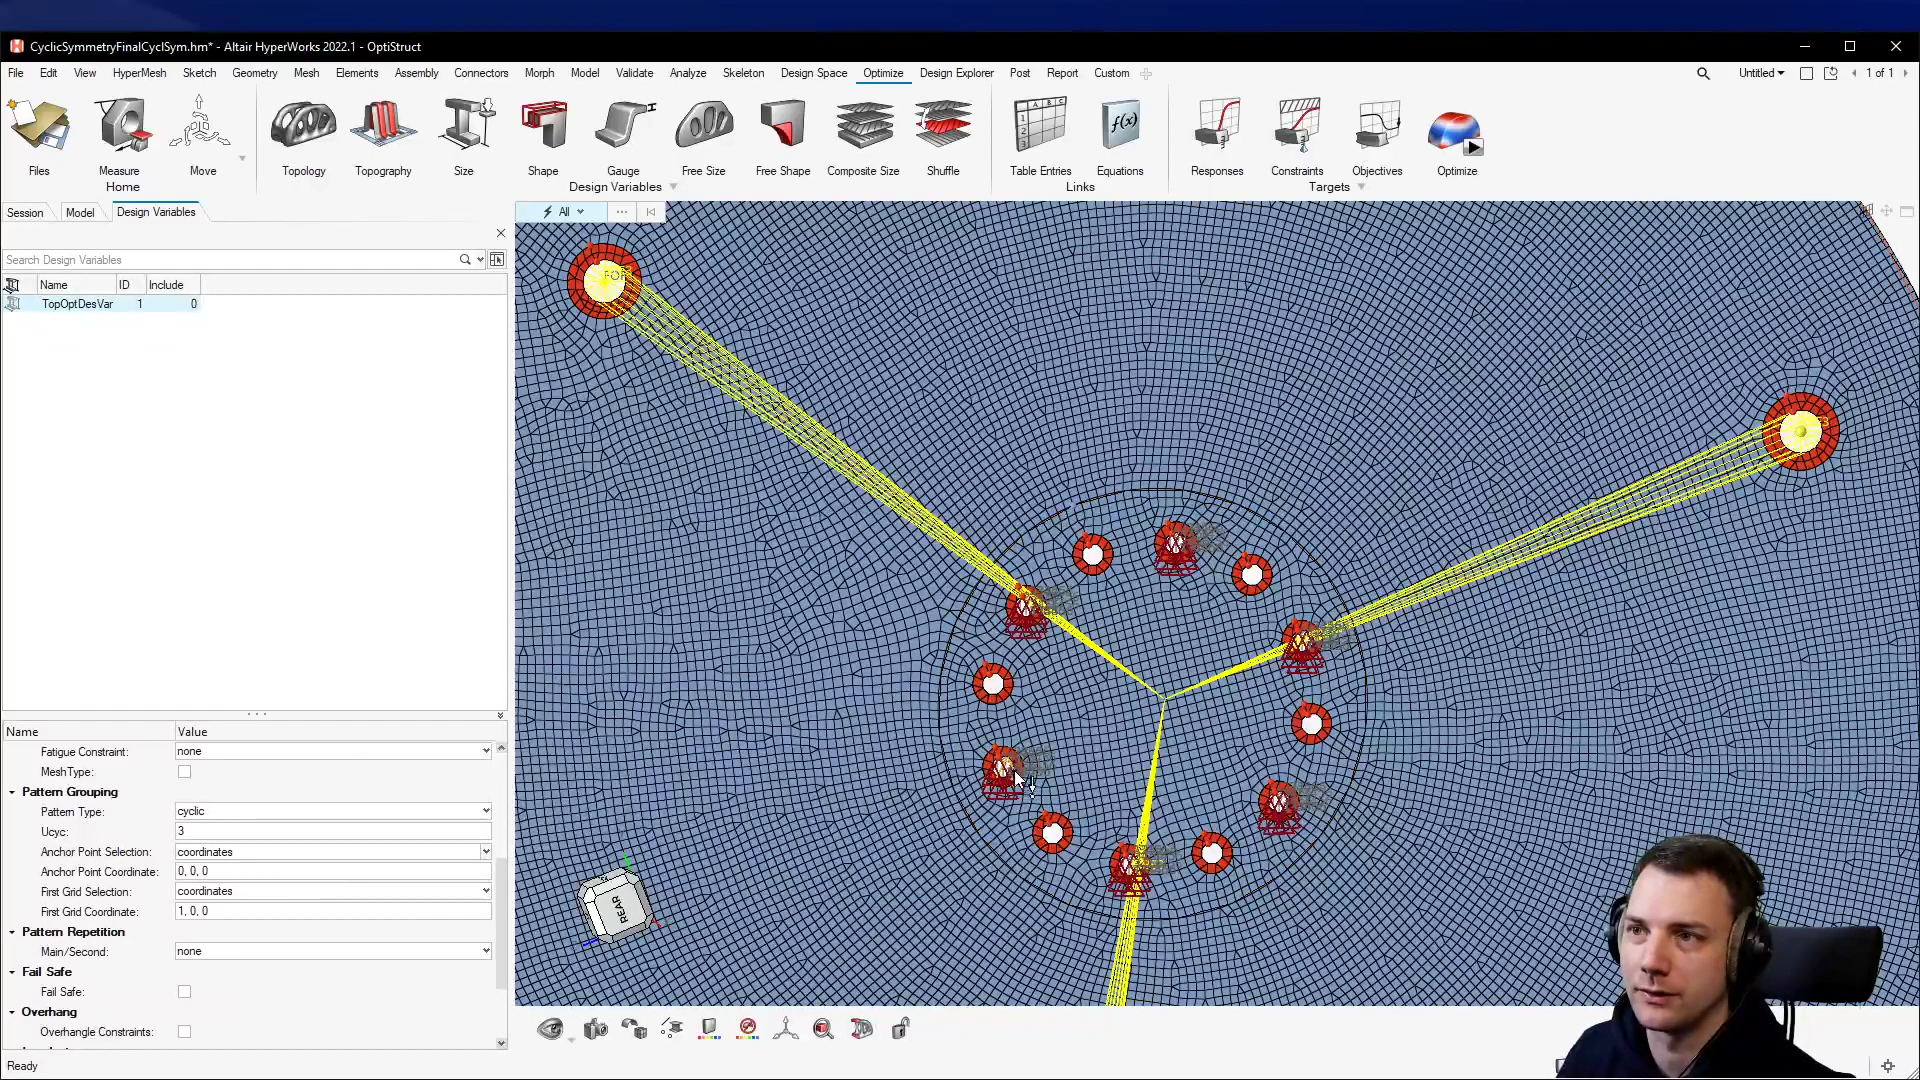 CyclicSymmetryFinalCyclSym.hm* - Altair HyperWorks 2022.1 - OptiStruct
File Edit View HyperMesh Sketch Geometry Mesh Elements Assembly Connectors Morph Model Validate Analyze Skeleton Design Space Optimize Design Explorer Post Report Custom Untitled 1 of 1
Files Measure Move Topology Topography Size Shape Gauge Free Size Free Shape Composite Size Shuffle Table Entries Equations Responses Constraints Objectives Optimize
Home Design Variables Links Targets
Session Model Design Variables All
Search Design Variables
Name ID Include
TopOptDesVar 1 0
Name Value
Fatigue Constraint: none
MeshType:
Pattern Grouping
Pattern Type: cyclic
Ucyc: 3
Anchor Point Selection: coordinates
Anchor Point Coordinate: 0, 0, 0
First Grid Selection: coordinates
First Grid Coordinate: 1, 0, 0
Pattern Repetition
Main/Second: none
Fail Safe
Fail Safe:
Overhang
Overhangle Constraints:
REAR
Ready